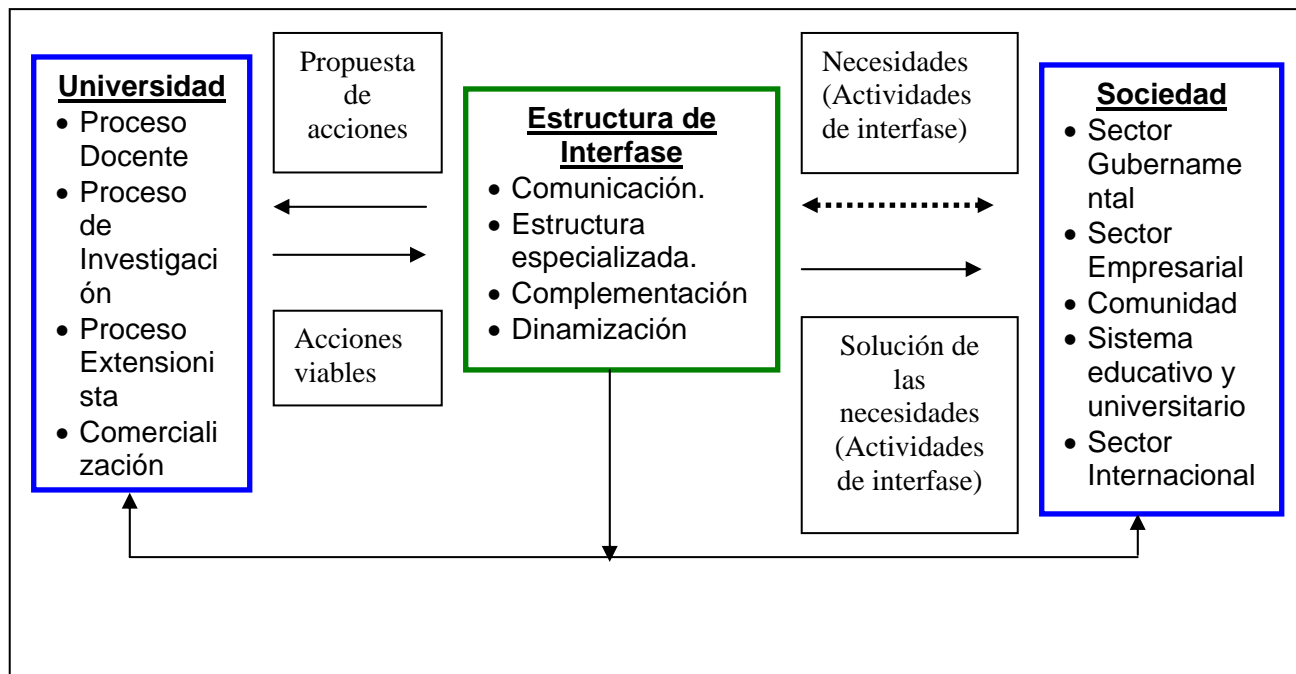 Universidad
• Proceso
Docente
• Proceso
de
Investigaci
ón
• Proceso
Extensioni
sta
• Comerciali
zación
Propuesta
de
acciones
Acciones
viables
Estructura de
Interfase
• Comunicación.
• Estructura
especializada.
• Complementación
• Dinamización
Necesidades
(Actividades
de interfase)
Solución de
las
necesidades
(Actividades
de interfase)
Sociedad
• Sector
Gubername
ntal
• Sector
Empresarial
• Comunidad
• Sistema
educativo y
universitario
• Sector
Internacional